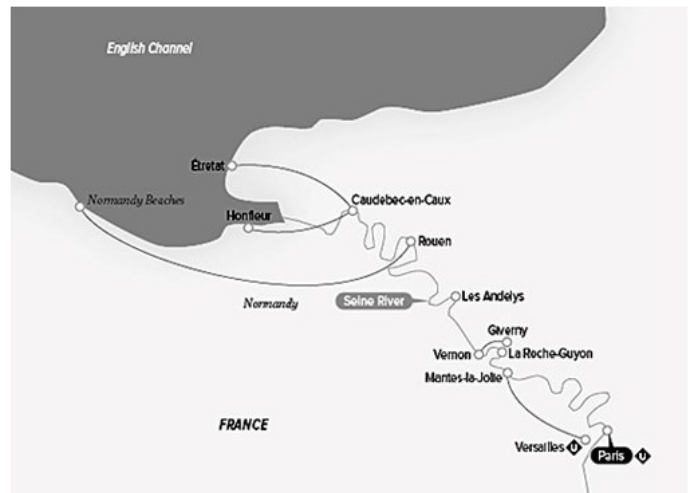 English Channel
Étretat
Normandy Beaches
Caudebec-en-Caux
Honfleur
Rouen
Normandy
Seine River
Les Andelys
Giverny
Vernon
La Roche-Guyon
Mantes-la-Jolie
FRANCE
Versailles U
Paris U